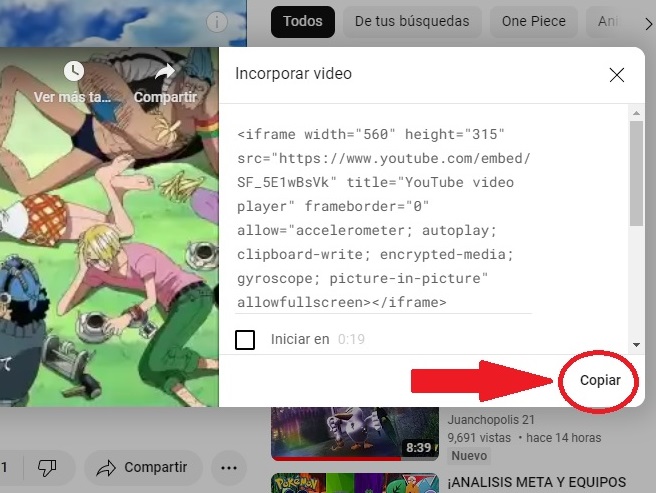 Todos
De tus búsquedas
One Piece
Ani
Ver más ta...
Compartir
Incorporar video
<iframe width="560" height="315"
src="https://www.youtube.com/embed/
SF_5E1wBsVk" title="YouTube video
player" frameborder="0"
allow="accelerometer; autoplay;
clipboard-write; encrypted-media;
gyroscope; picture-in-picture"
allowfullscreen></iframe>
Iniciar en 0:19
Copiar
8:39
Juanchopolis 21
9,691 vistas • hace 14 horas
Nuevo
1
Compartir
POKÉMON
¡ANALISIS META Y EQUIPOS